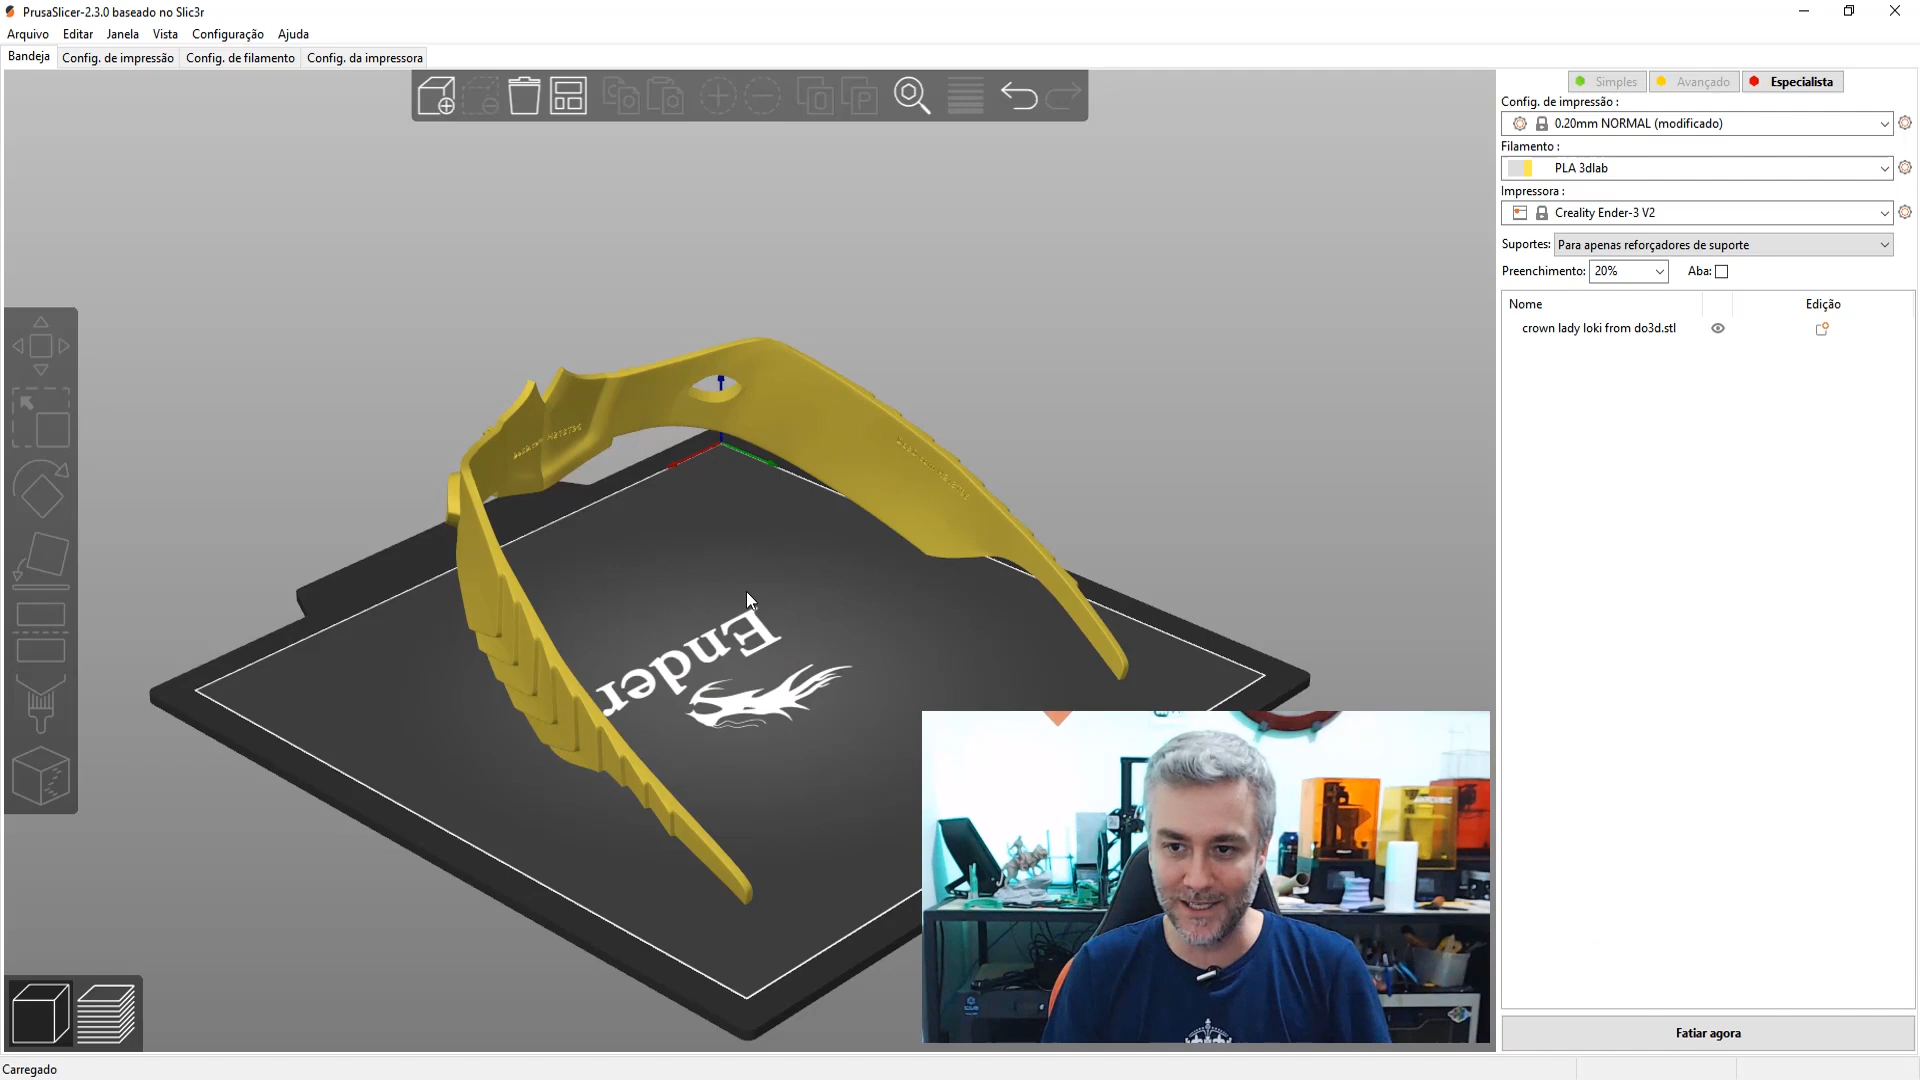 PrusaSlicer-2.3.0 baseado no Slic3r
Arquivo Editar Janela Vista Configuração Ajuda
Bandeja Config. de impressão Config. de filamento Config. da impressora
Simples Avançado Especialista
Config. de impressão :
0.20mm NORMAL (modificado)
Filamento :
PLA 3dlab
Impressora :
Creality Ender-3 V2
Suportes: Para apenas reforçadores de suporte
Preenchimento: 20% Aba:
Nome Edição
crown lady loki from do3d.stl
Ender
Fatiar agora
Carregado